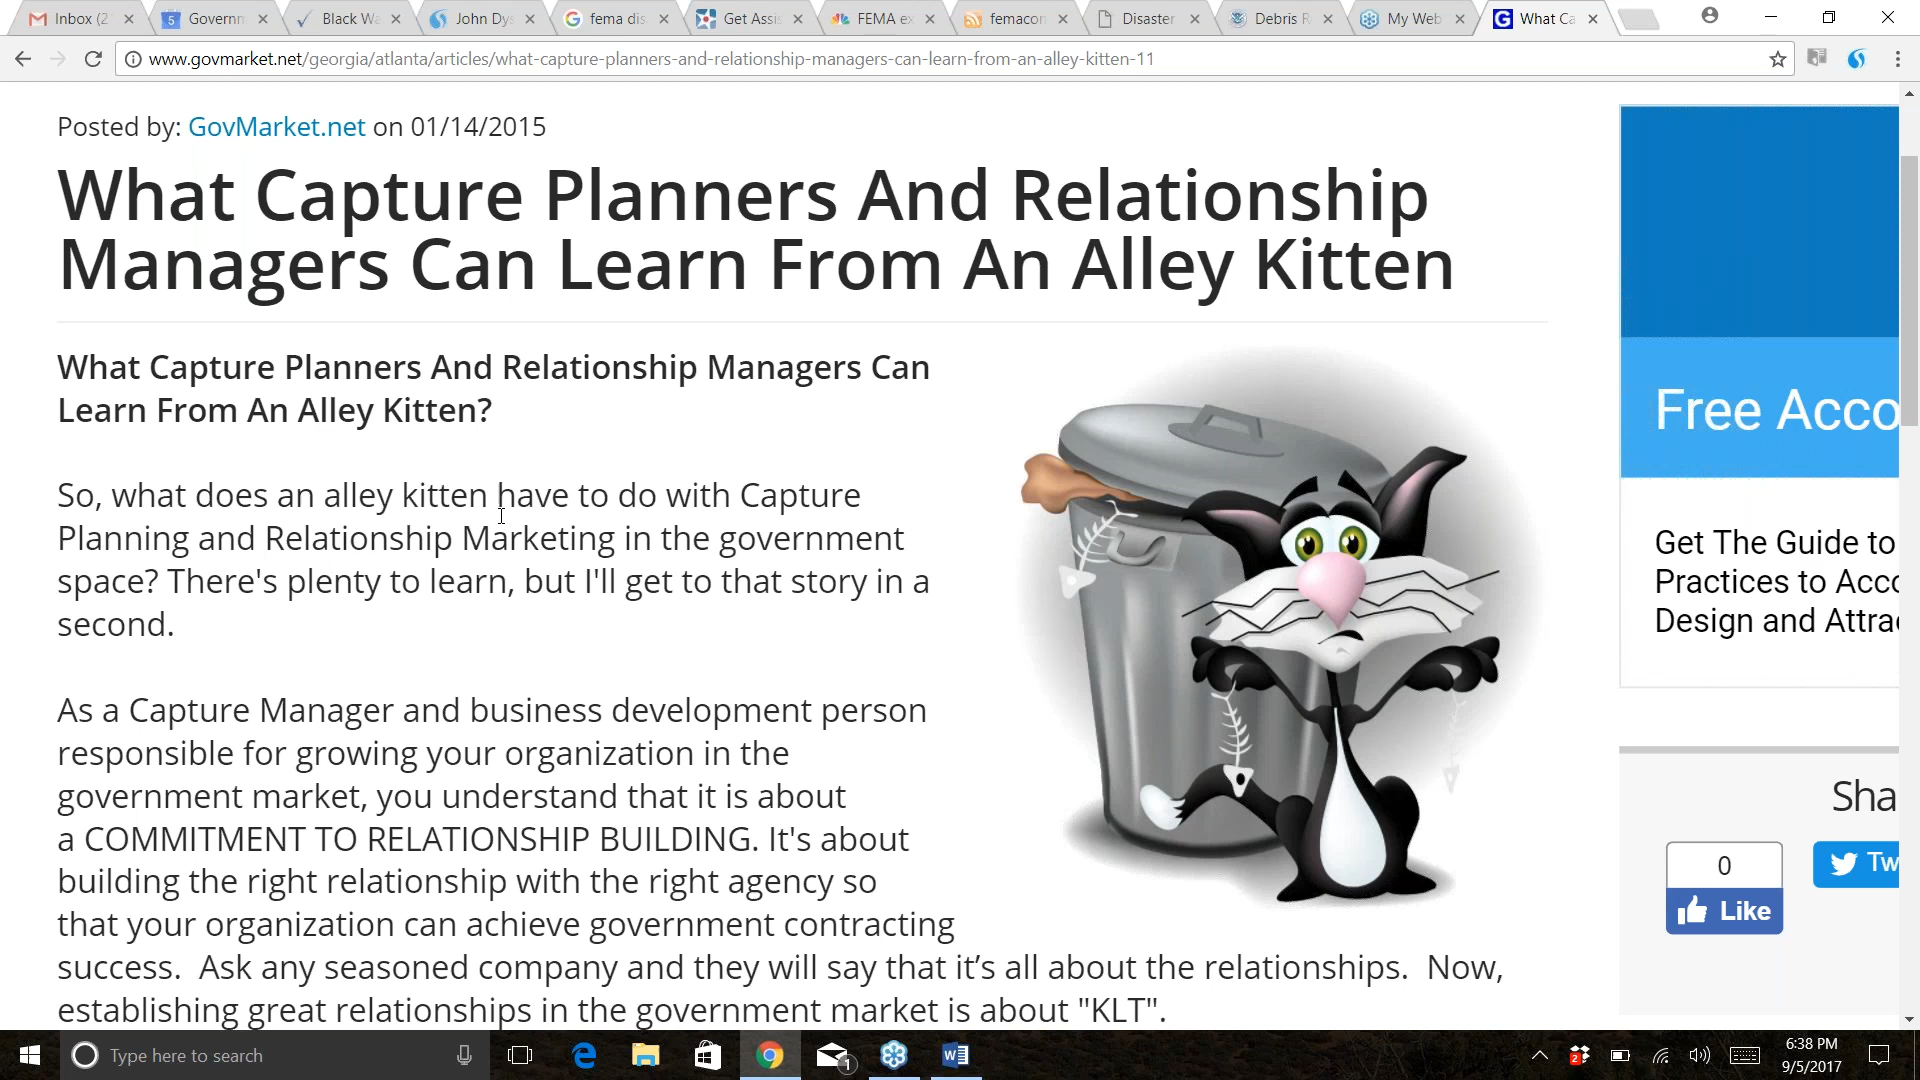 Inbox (2
Governm
Black Wa
John Dys
fema dis
Get Assis
FEMA ex
femacon
Disaster
Debris R
My Web
What Ca
www.govmarket.net/georgia/atlanta/articles/what-capture-planners-and-relationship-managers-can-learn-from-an-alley-kitten-11
Posted by: GovMarket.net on 01/14/2015
What Capture Planners And Relationship
Managers Can Learn From An Alley Kitten
What Capture Planners And Relationship Managers Can
Learn From An Alley Kitten?
So, what does an alley kitten have to do with Capture
Planning and Relationship Marketing in the government
space? There's plenty to learn, but I'll get to that story in a
second.
As a Capture Manager and business development person
responsible for growing your organization in the
government market, you understand that it is about
a COMMITMENT TO RELATIONSHIP BUILDING. It's about
building the right relationship with the right agency so
that your organization can achieve government contracting
success.  Ask any seasoned company and they will say that it’s all about the relationships.  Now,
establishing great relationships in the government market is about "KLT".
Free Acco
Get The Guide to
Practices to Acco
Design and Attra
Sha
0
Like
Tw
Type here to search
1
2
6:38 PM
9/5/2017